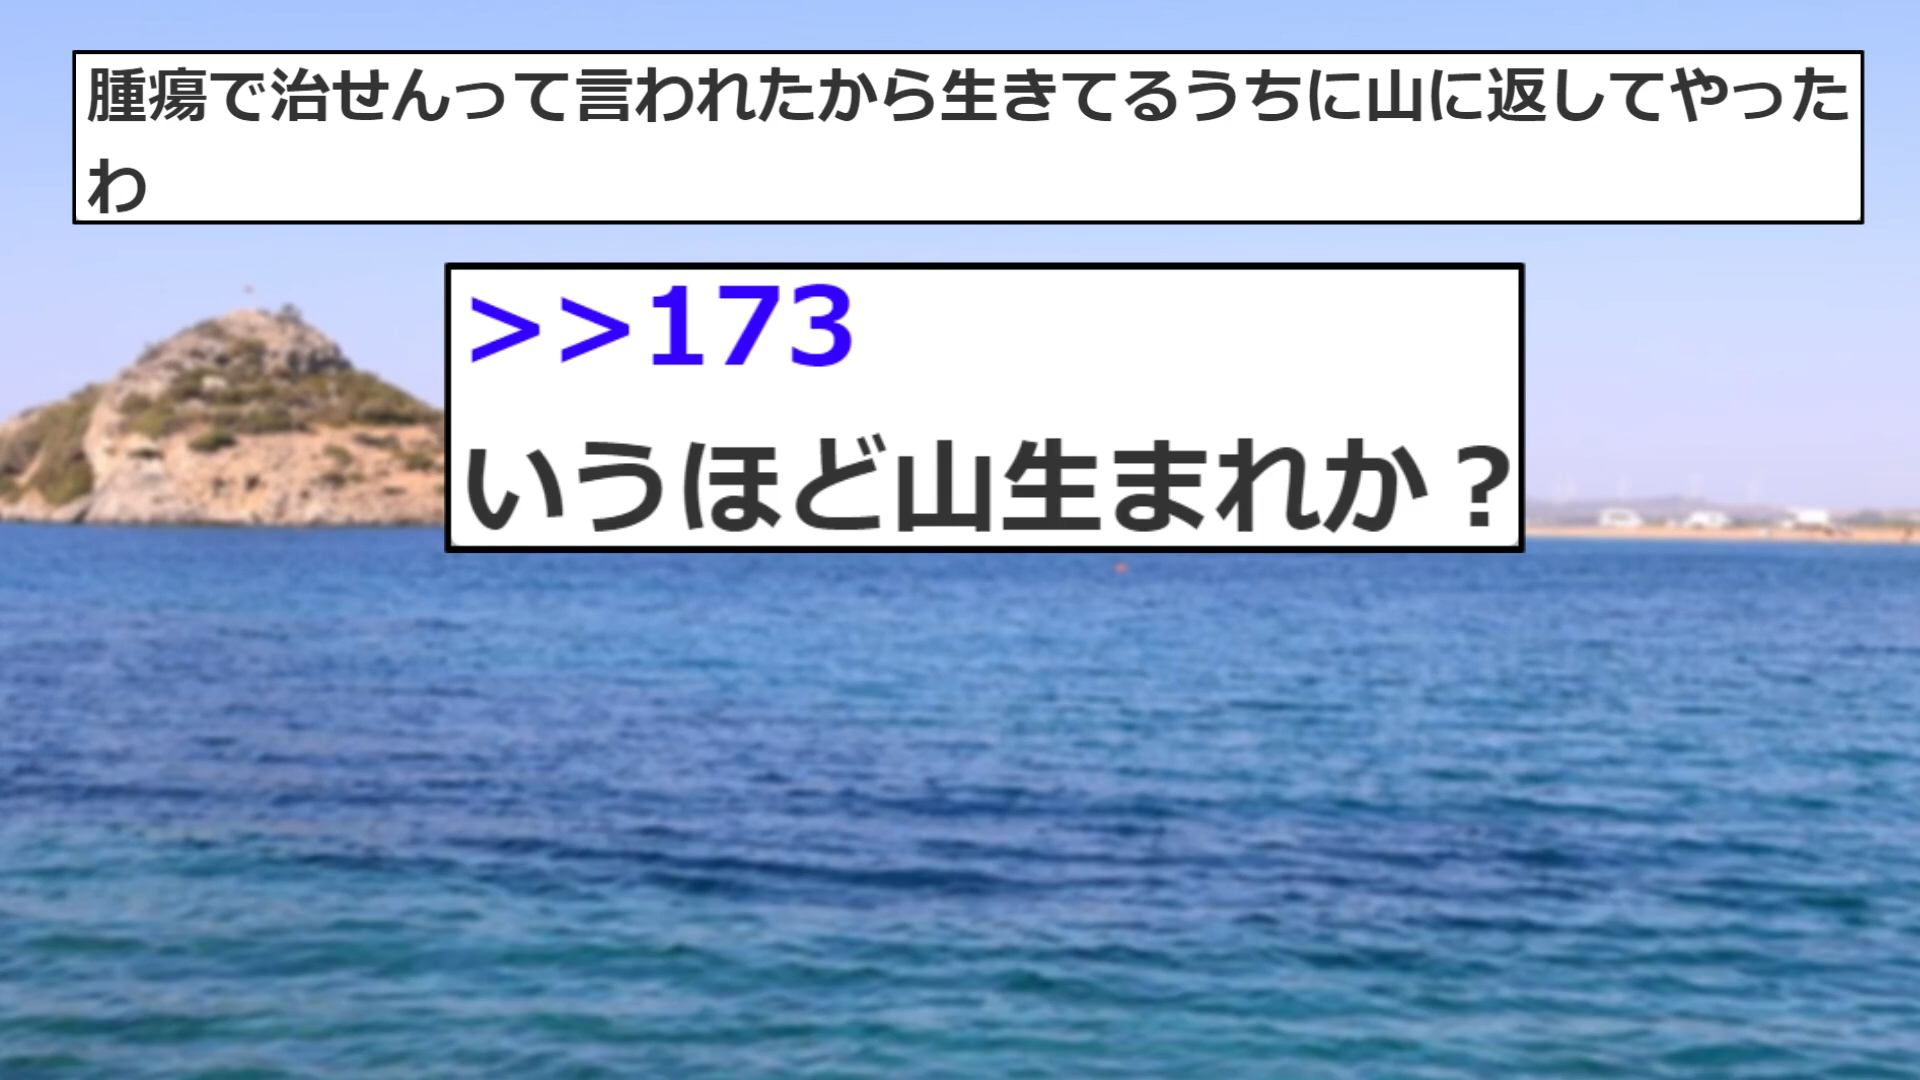 腫瘍で治せんって言われたから生きてるうちに山に返してやった
わ
>>173
いうほど山生まれか？